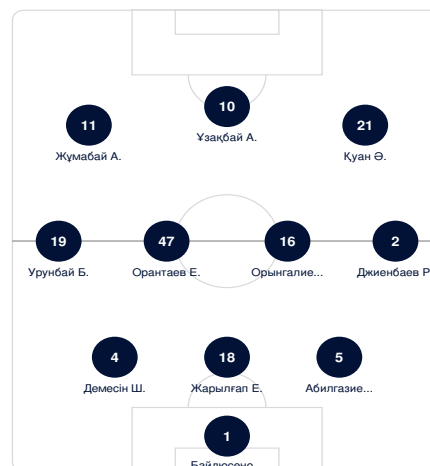 10
11
21
Ұзақбай А.
Жұмабай А.
Қуан Ә.
19
47
16
2
Урунбай Б.
Орантаев Е.
Орынгалие...
Джиенбаев Р
4
18
5
Демесін Ш.
Жарылғап Е.
Абилгазие...
1